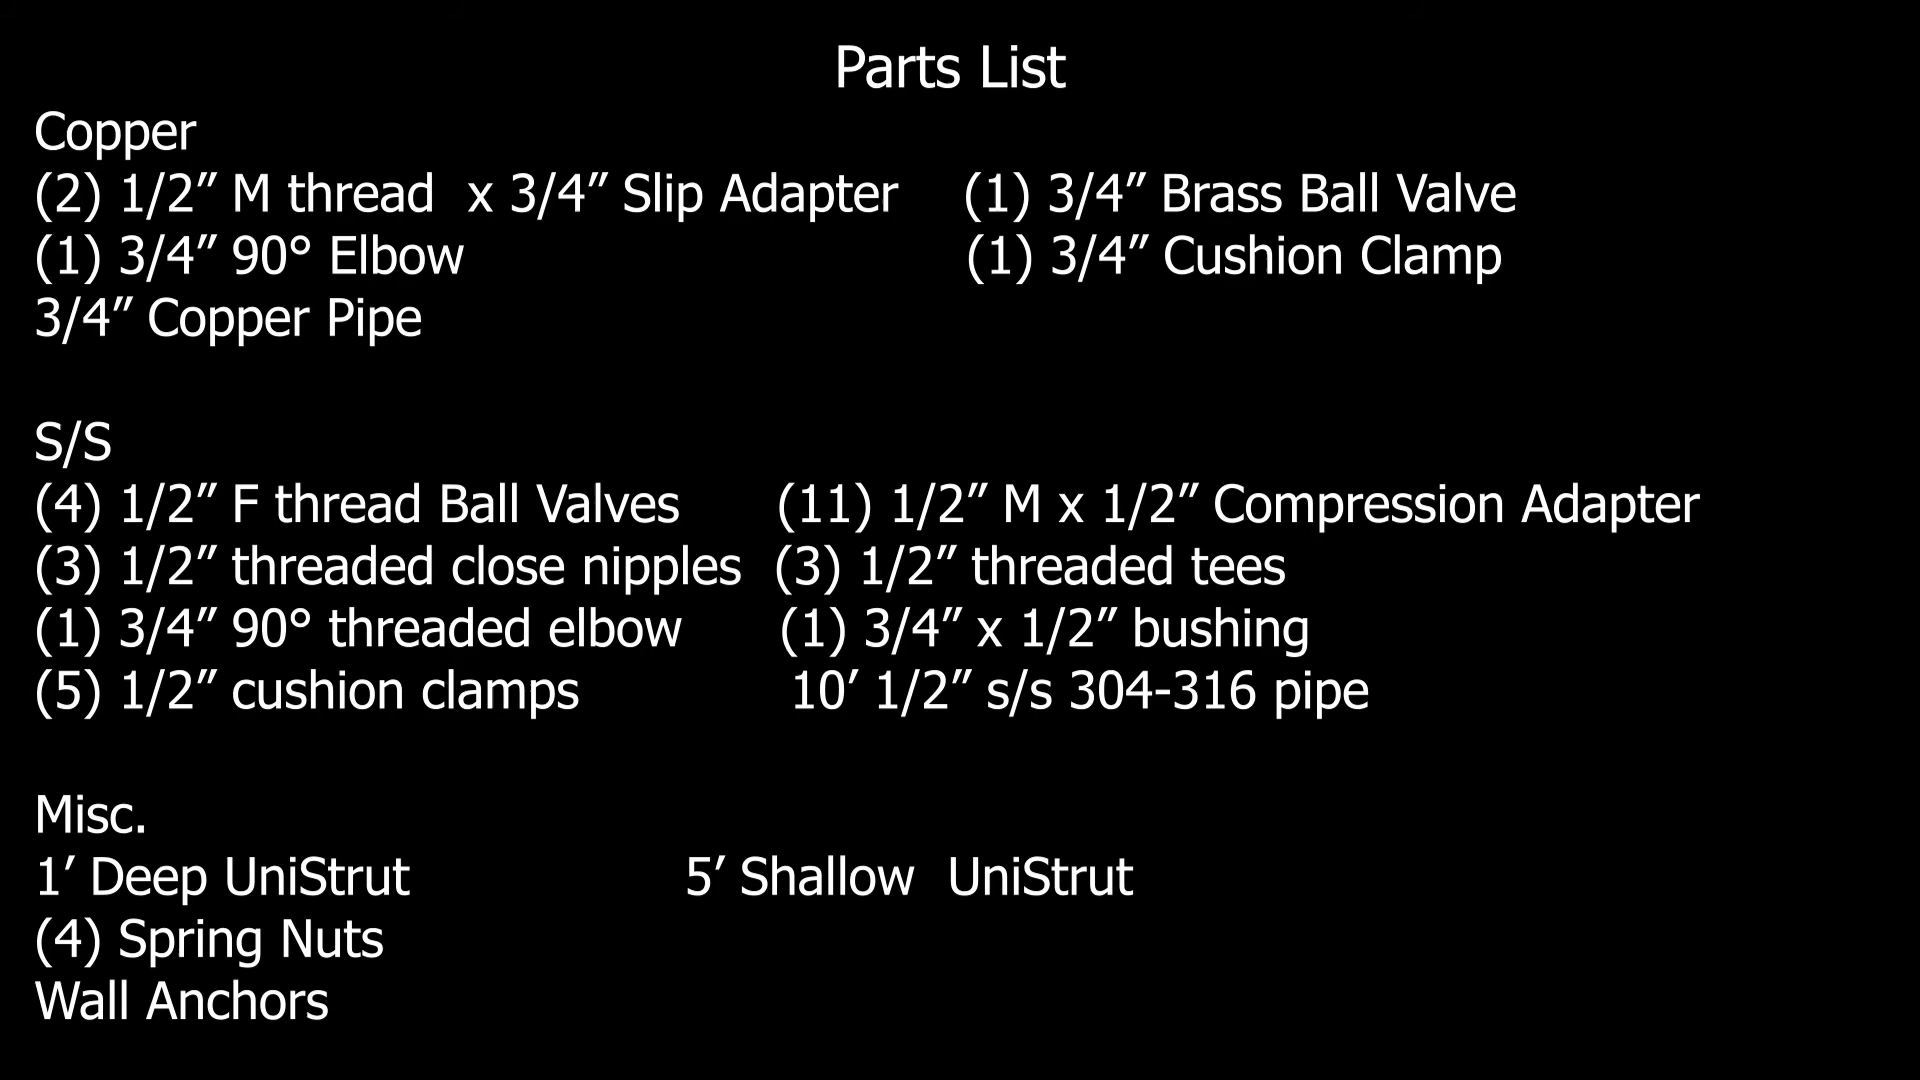 Parts List
Copper
(2) 1/2” M thread  x 3/4” Slip Adapter    (1) 3/4” Brass Ball Valve
(1) 3/4” 90° Elbow    (1) 3/4” Cushion Clamp
3/4” Copper Pipe
S/S
(4) 1/2” F thread Ball Valves    (11) 1/2” M x 1/2” Compression Adapter
(3) 1/2” threaded close nipples  (3) 1/2” threaded tees
(1) 3/4” 90° threaded elbow    (1) 3/4” x 1/2” bushing
(5) 1/2” cushion clamps    10’ 1/2” s/s 304-316 pipe
Misc.
1’ Deep UniStrut    5’ Shallow  UniStrut
(4) Spring Nuts
Wall Anchors